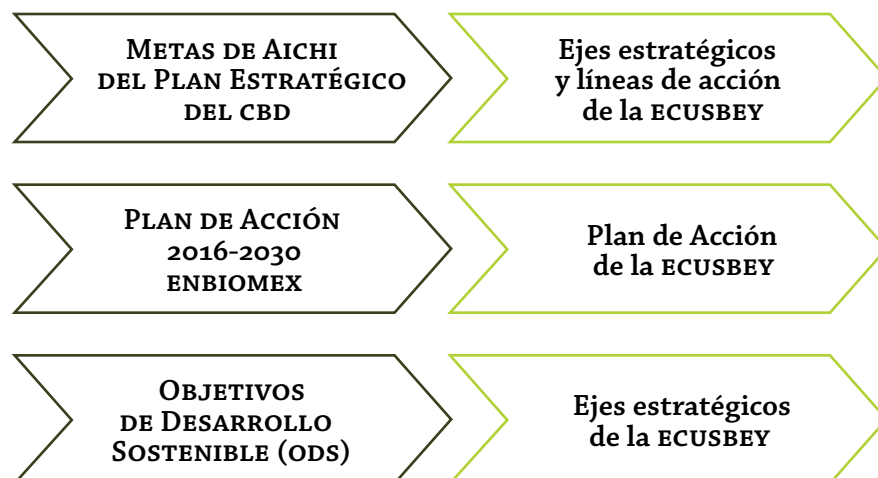 Metas de Aichi
del Plan Estratégico
del CBD
Ejes estratégicos
y líneas de acción
de la ECUSBEY
Plan de Acción
2016-2030
ENBIOMEX
Plan de Acción
de la ECUSBEY
Objetivos
de Desarrollo
Sostenible (ODS)
Ejes estratégicos
de la ECUSBEY